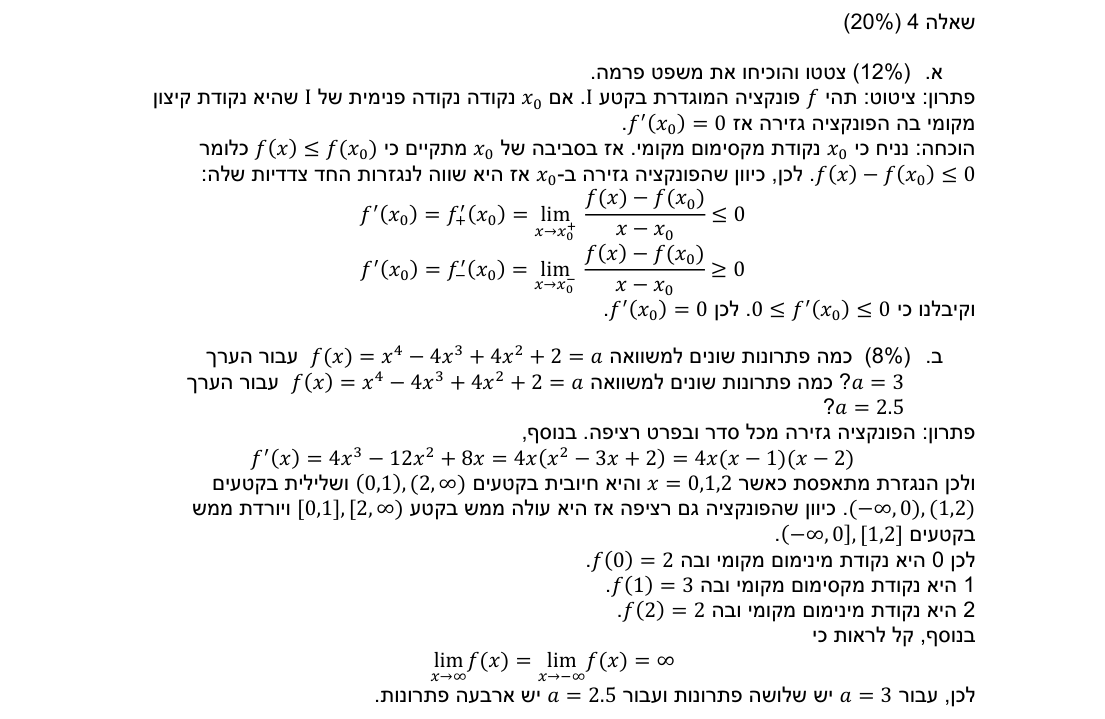 שאלה 4 (20%)
א. (12%) צטטו והוכיחו את משפט פרמה.
פתרון: ציטוט: תהי f פונקציה המוגדרת בקטע I. אם x₀ נקודה נקודה פנימית של I שהיא נקודת קיצון
מקומי בה הפונקציה גזירה אז f′(x₀) = 0.
הוכחה: נניח כי x₀ נקודת מקסימום מקומי. אז בסביבה של x₀ מתקיים כי f(x) ≤ f(x₀) כלומר
f(x) − f(x₀) ≤ 0. לכן, כיוון שהפונקציה גזירה ב-x₀ אז היא שווה לנגזרות החד צדדיות שלה:
f′(x₀) = f₊′(x₀) = lim_{x→x₀⁺} (f(x) − f(x₀))/(x − x₀) ≤ 0
f′(x₀) = f₋′(x₀) = lim_{x→x₀⁻} (f(x) − f(x₀))/(x − x₀) ≥ 0
וקיבלנו כי 0 ≤ f′(x₀) ≤ 0. לכן f′(x₀) = 0.
ב. (8%) כמה פתרונות שונים למשוואה f(x) = x⁴ − 4x³ + 4x² + 2 = a עבור הערך
a = 3? כמה פתרונות שונים למשוואה f(x) = x⁴ − 4x³ + 4x² + 2 = a עבור הערך
a = 2.5?
פתרון: הפונקציה גזירה מכל סדר ובפרט רציפה. בנוסף,
f′(x) = 4x³ − 12x² + 8x = 4x(x² − 3x + 2) = 4x(x − 1)(x − 2)
ולכן הנגזרת מתאפסת כאשר x = 0,1,2 והיא חיובית בקטעים (0,1), (2, ∞) ושלילית בקטעים
(−∞, 0), (1,2). כיוון שהפונקציה גם רציפה אז היא עולה ממש בקטע [0,1], [2, ∞) ויורדת ממש
בקטעים (−∞, 0], [1,2].
לכן 0 היא נקודת מינימום מקומי ובה f(0) = 2.
1 היא נקודת מקסימום מקומי ובה f(1) = 3.
2 היא נקודת מינימום מקומי ובה f(2) = 2.
בנוסף, קל לראות כי
lim_{x→∞} f(x) = lim_{x→−∞} f(x) = ∞
לכן, עבור a = 3 יש שלושה פתרונות ועבור a = 2.5 יש ארבעה פתרונות.